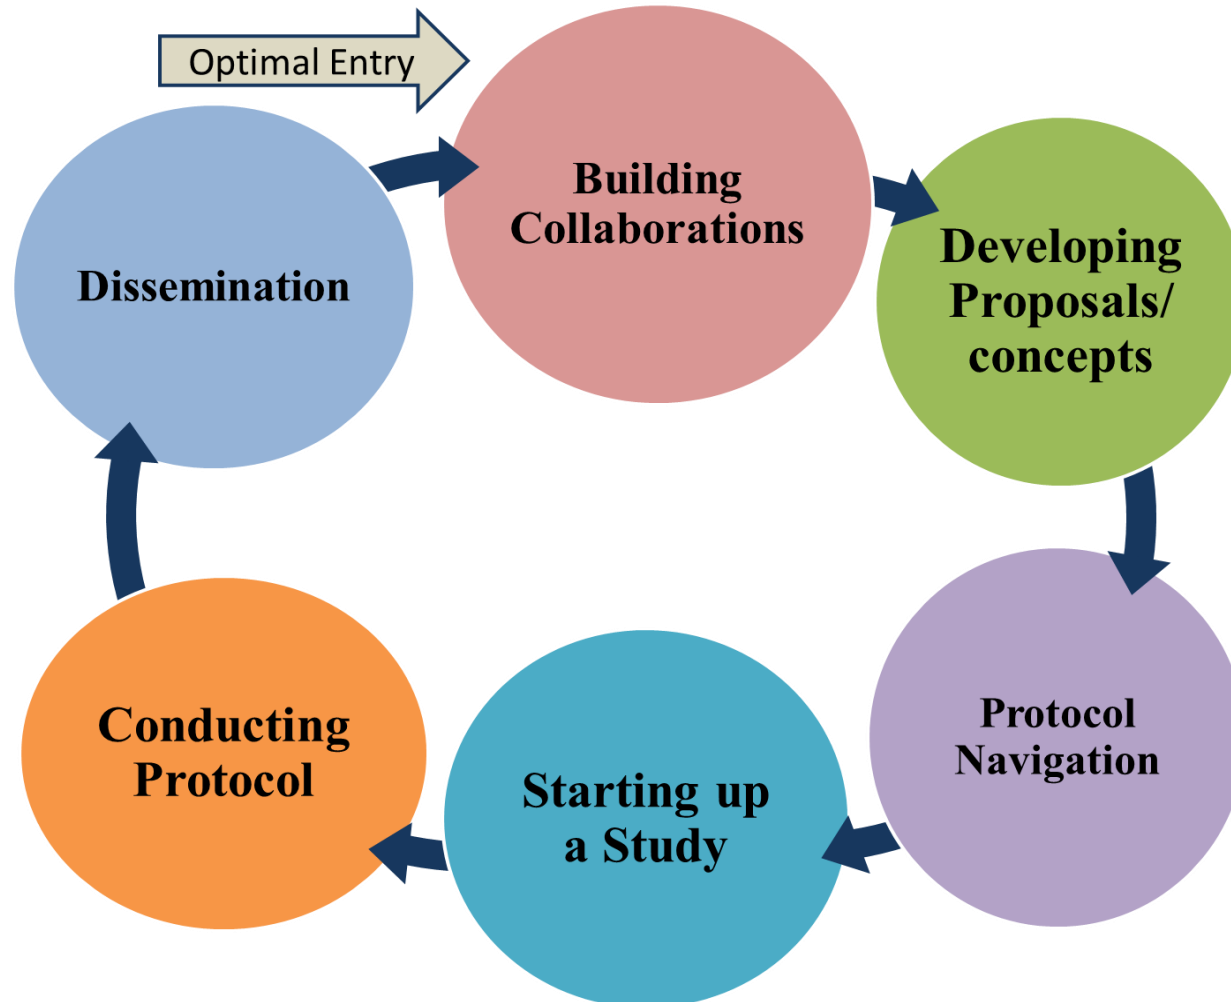 Optimal Entry
Building
Collaborations
Developing
Proposals/
concepts
Protocol
Navigation
Starting up
a Study
Conducting
Protocol
Dissemination